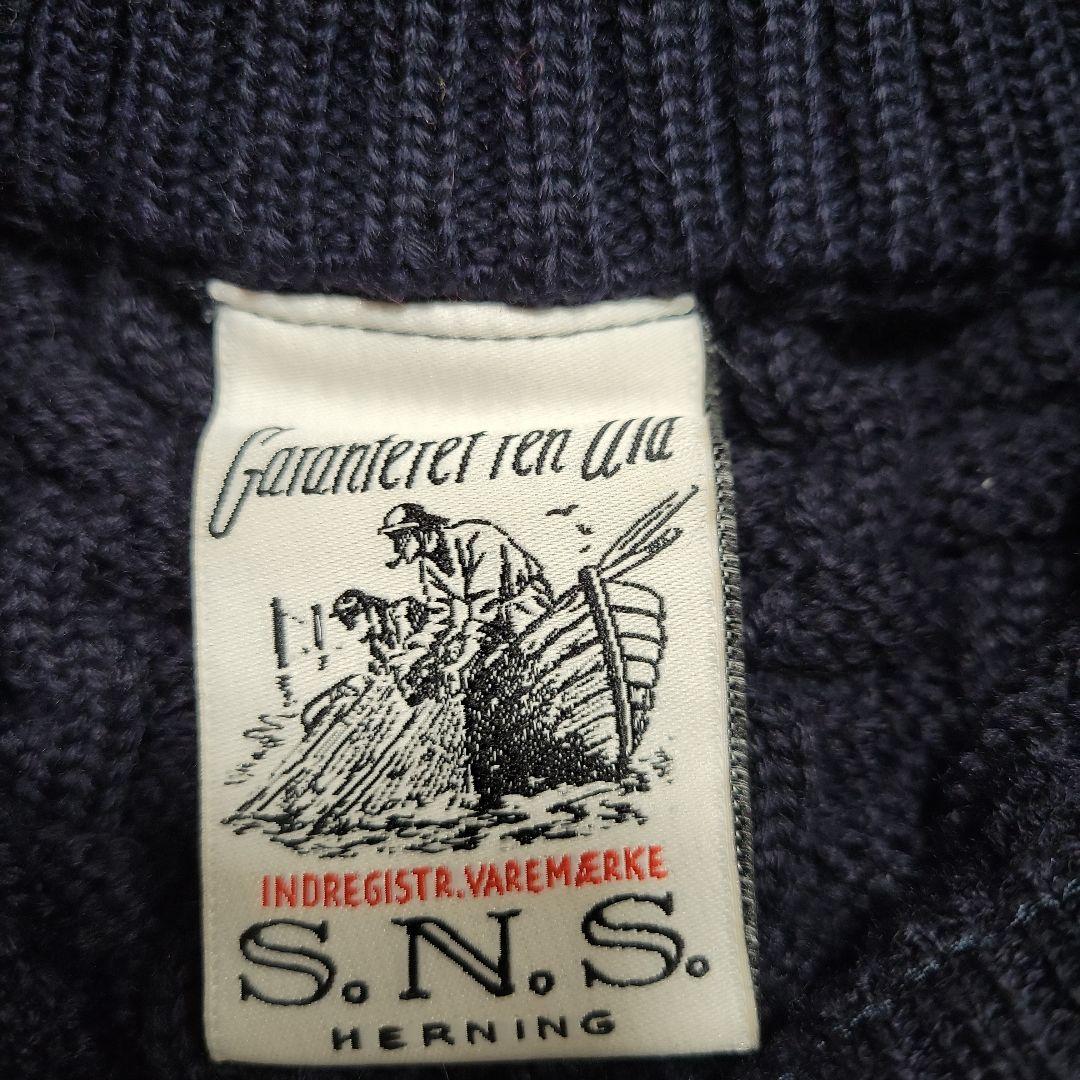 Garanteret ren Uld
INDREGISTR. VAREMÆRKE
S.N.S.
HERNING